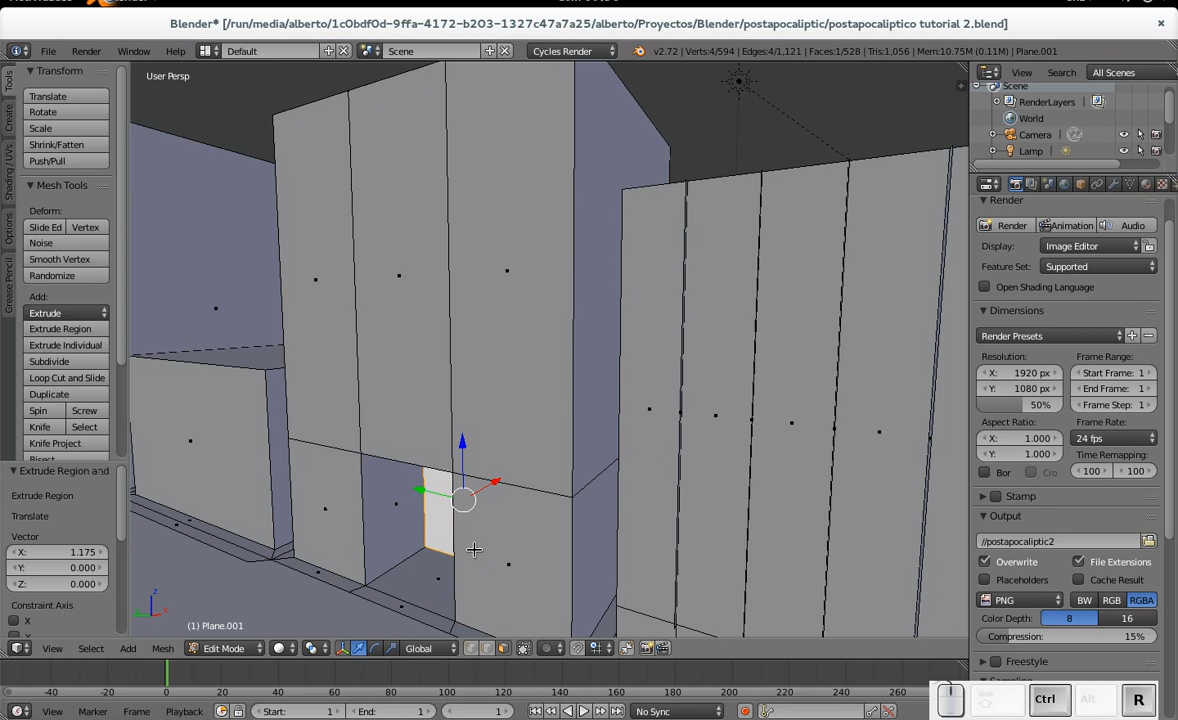 Blender* [/run/media/alberto/1c0bdf0d-9ffa-4172-b203-1327c47a7a25/alberto/Proyectos/Blender/postapocaliptic/postapocaliptico tutorial 2.blend]
File Render Window Help Default Scene Cycles Render v2.72 | Verts:4/594 | Edges:4/1,121 | Faces:1/528 | Tris:1,056 | Mem:10.75M (0.11M) | Plane.001
Tools
Create
Shading / UVs
Options
Grease Pencil
Transform
Translate
Rotate
Scale
Shrink/Fatten
Push/Pull
Mesh Tools
Deform:
Slide Ed Vertex
Noise
Smooth Vertex
Randomize
Add:
Extrude
Extrude Region
Extrude Individual
Subdivide
Loop Cut and Slide
Duplicate
Spin Screw
Knife Select
Knife Project
Bisect
Extrude Region and
Extrude Region
Translate
Vector
X: 1.175
Y: 0.000
Z: 0.000
Constraint Axis
X
User Persp
z
x
(1) Plane.001
View Select Add Mesh Edit Mode Global
View Search All Scenes
Scene
RenderLayers
World
Camera
Lamp
Render
Render Animation Audio
Display: Image Editor
Feature Set: Supported
Open Shading Language
Dimensions
Render Presets
Resolution: Frame Range:
X: 1920 px Start Frame: 1
Y: 1080 px End Frame: 1
50% Frame Step: 1
Aspect Ratio: Frame Rate:
X: 1.000 24 fps
Y: 1.000 Time Remapping:
Bor Cro 100 100
Stamp
Output
//postapocaliptic2
Overwrite File Extensions
Placeholders Cache Result
PNG BW RGB RGBA
Color Depth: 8 16
Compression: 15%
Freestyle
-40 -20 0 20 40 60 80 100 120 140 160 180 200 220 240 260
View Marker Frame Playback Start: 1 End: 1 1 No Sync
Shift Ctrl Alt R